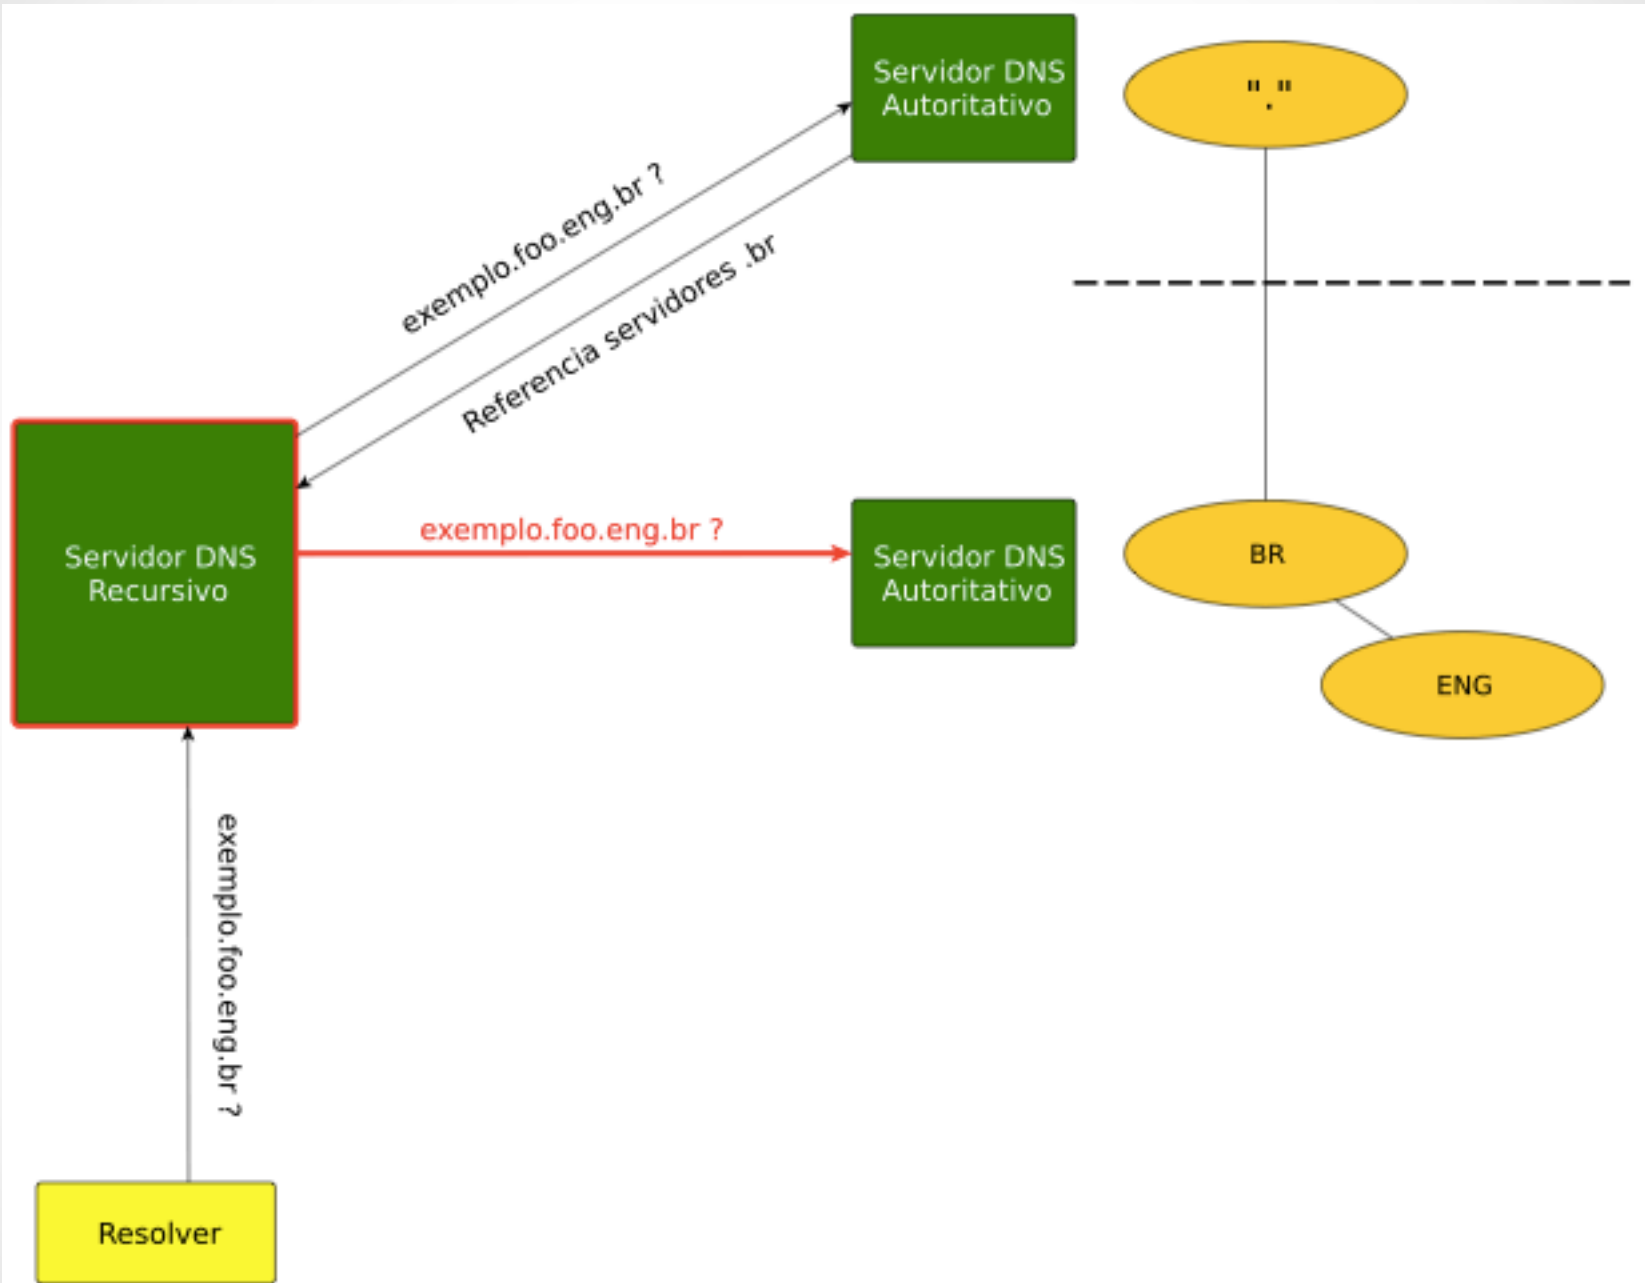 Servidor DNS
Autoritativo
"."
exemplo.foo.eng.br ?
Referencia servidores .br
exemplo.foo.eng.br ?
Servidor DNS
Recursivo
Servidor DNS
Autoritativo
BR
ENG
exemplo.foo.eng.br ?
Resolver